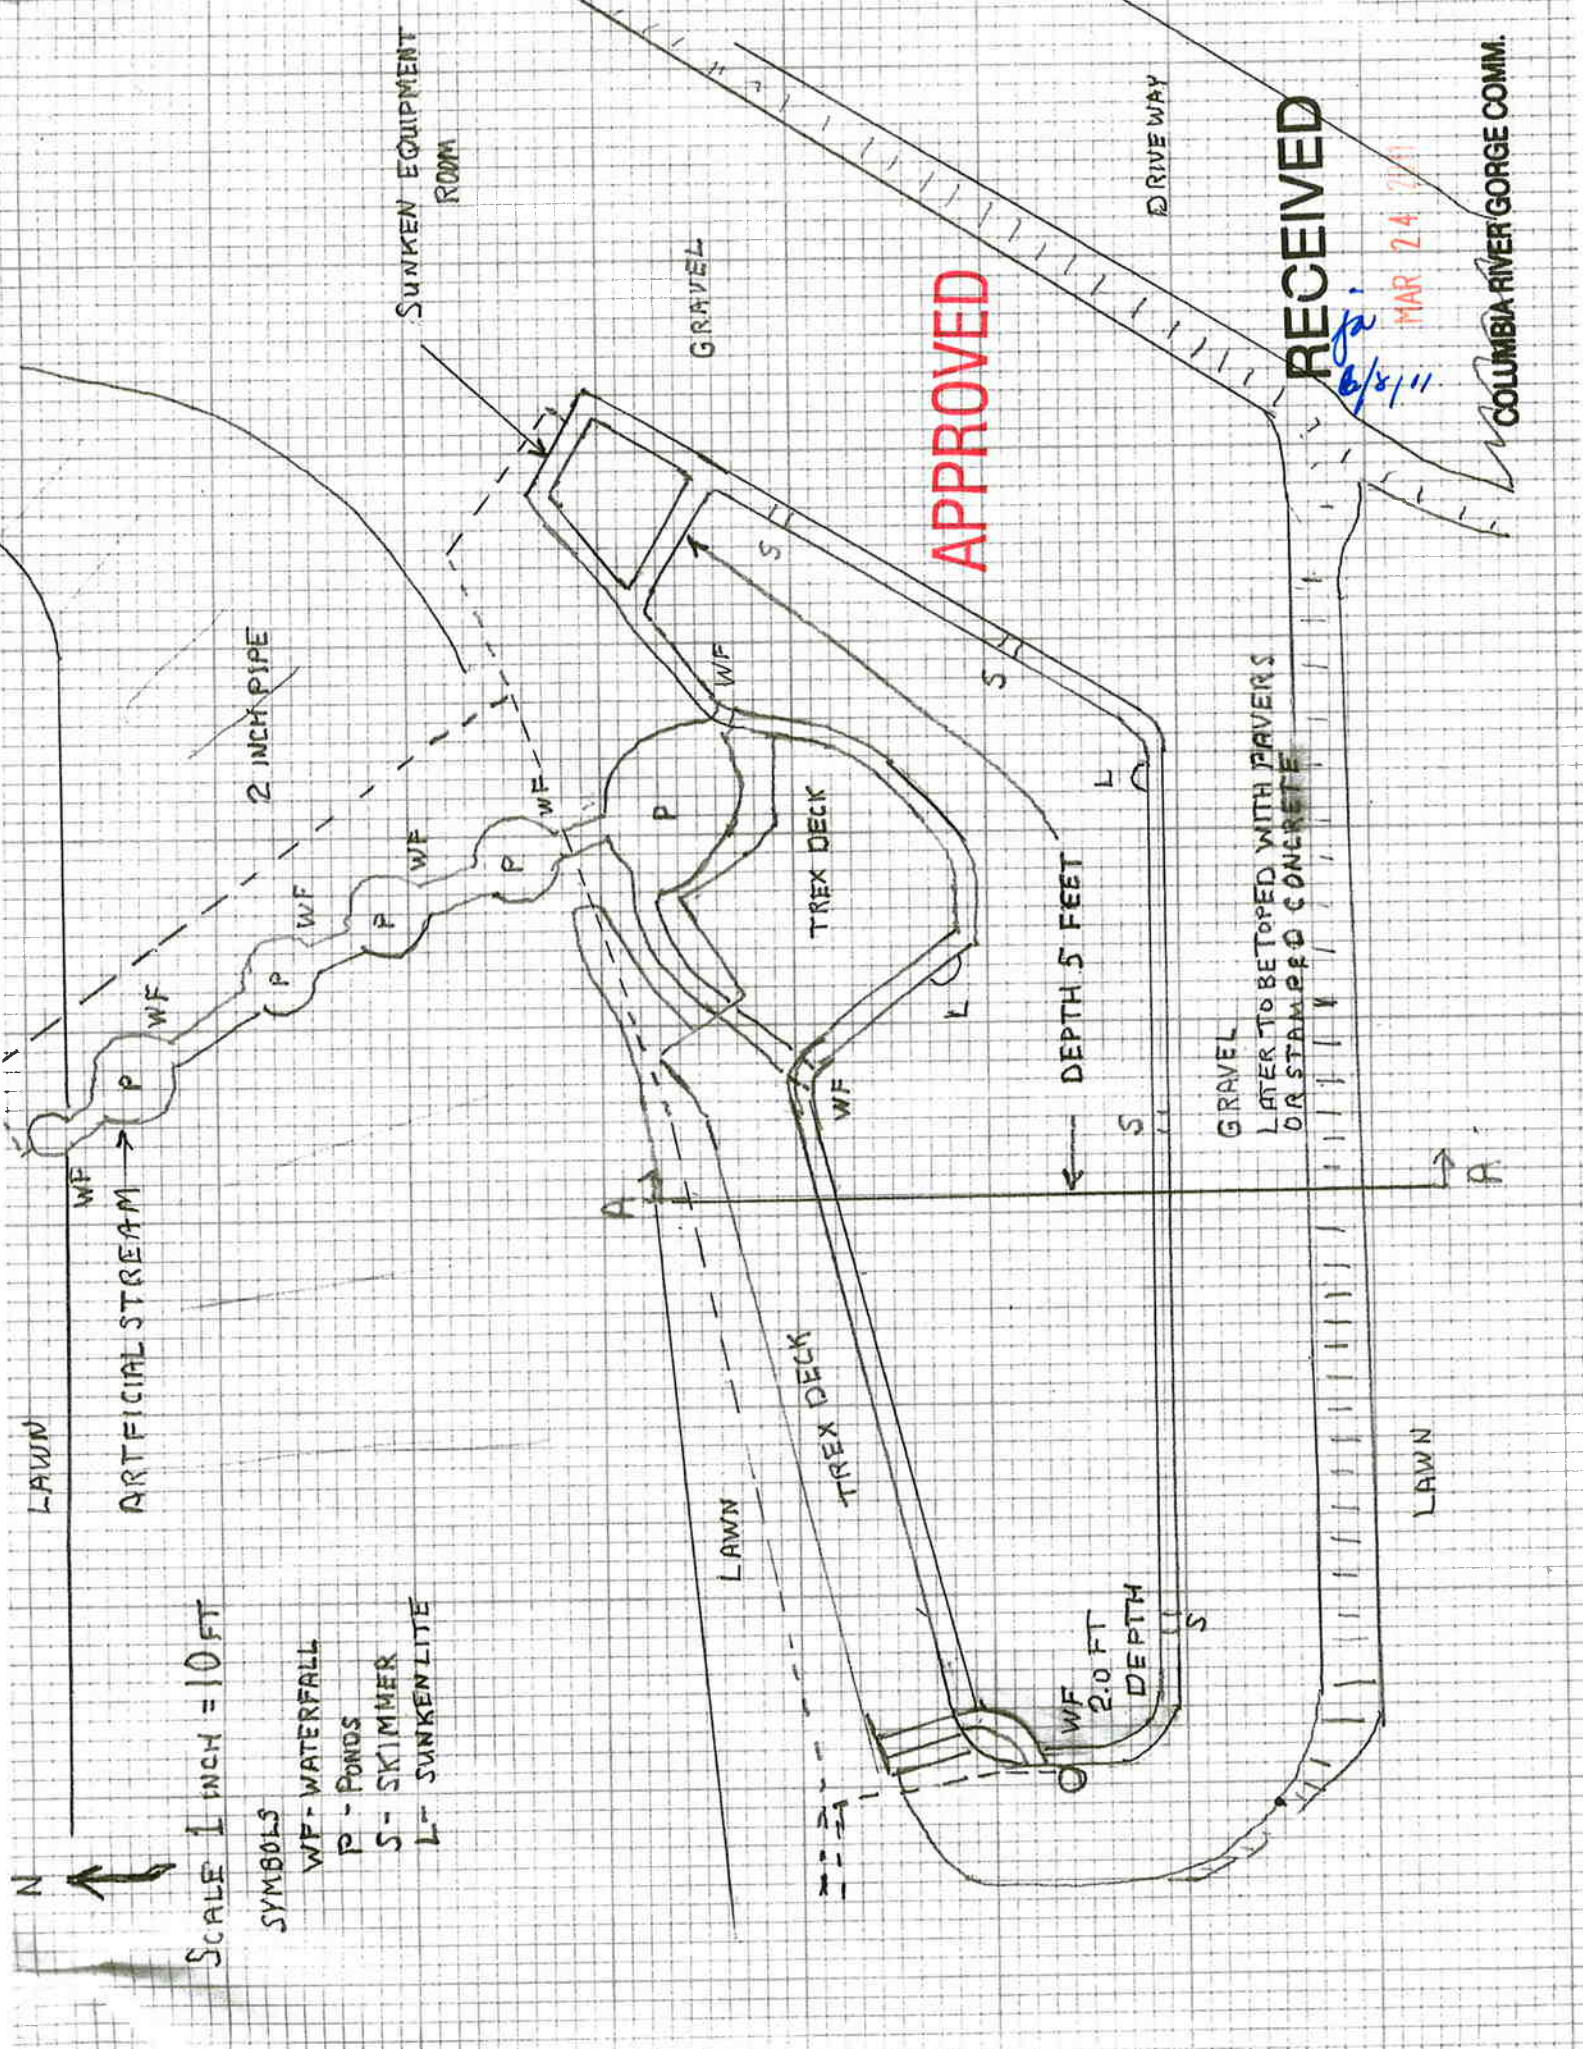 N
LAWN
ARTFICIAL STREAM
SCALE 1 INCH = 10 FT
SYMBOLS
WF - WATERFALL
P - PONDS
S - SKIMMER
L - SUNKEN LITE
WF
P
WF
P
WF
P
WF
P
WF
P
2 INCH PIPE
SUNKEN EQUIPMENT
ROOM
GRAVEL
WF
TREX DECK
WF
S
S
L
L
DEPTH 5 FEET
A
LAWN
TREX DECK
WF
2.0 FT
DEPTH
S
S
GRAVEL
LATER TO BE TOPED WITH PAVERS
OR STAMPED CONCRETE
A
LAWN
DRIVEWAY
APPROVED
RECEIVED
MAR 24 2011
6/8/11
COLUMBIA RIVER GORGE COMM.